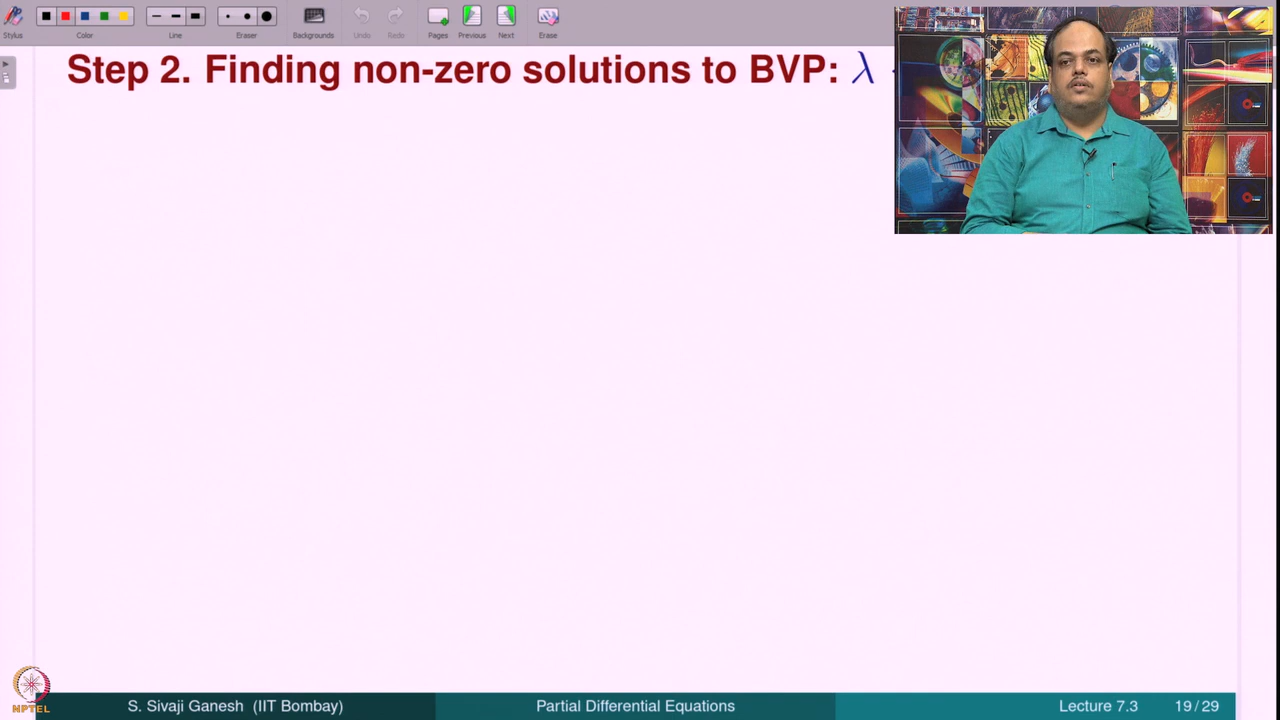 Stylus
Color
Line
Eraser
Backgrounds
Undo
Redo
Pages
Previous
Next
Erase
Step 2. Finding non-zero solutions to BVP: λ
NPTEL
S. Sivaji Ganesh (IIT Bombay)
Partial Differential Equations
Lecture 7.3
19/29